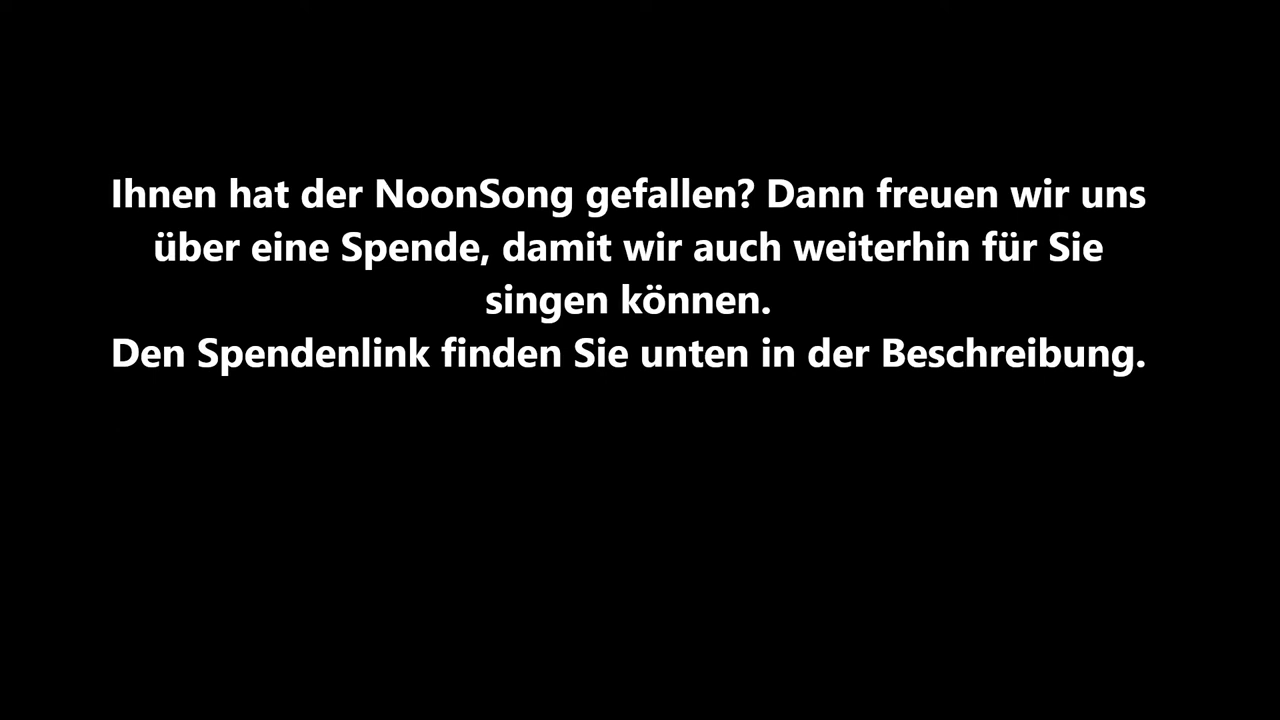 Ihnen hat der NoonSong gefallen? Dann freuen wir uns
über eine Spende, damit wir auch weiterhin für Sie
singen können.
Den Spendenlink finden Sie unten in der Beschreibung.